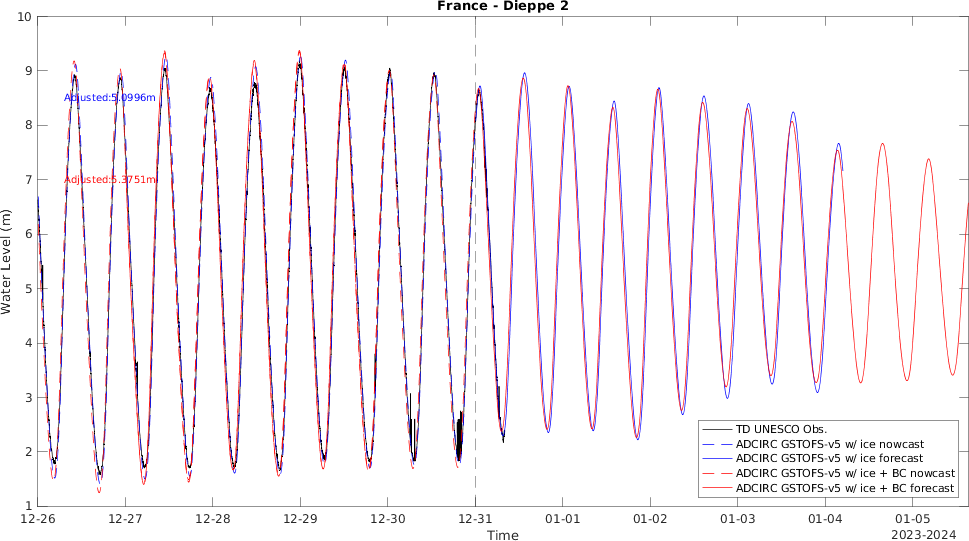 France - Dieppe 2
10
9
8
7
6
5
4
3
2
1
Water Level (m)
Adjusted:5.0996m
Adjusted:5.3751m
TD UNESCO Obs.
ADCIRC GSTOFS-v5 w/ ice nowcast
ADCIRC GSTOFS-v5 w/ ice forecast
ADCIRC GSTOFS-v5 w/ ice + BC nowcast
ADCIRC GSTOFS-v5 w/ ice + BC forecast
12-26 12-27 12-28 12-29 12-30 12-31 01-01 01-02 01-03 01-04 01-05
Time
2023-2024